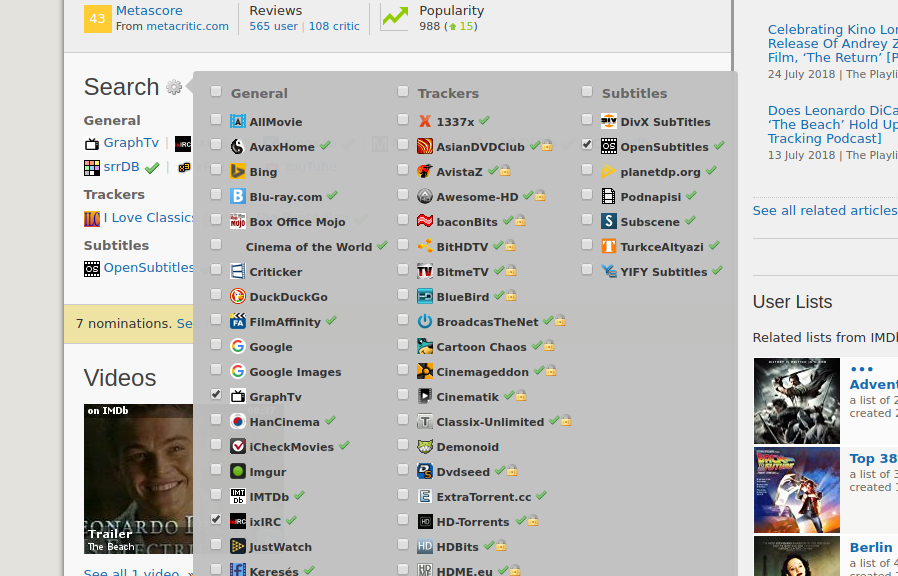 43
Metascore
From metacritic.com
Reviews
565 user | 108 critic
Popularity
988 (15)
Search
General
GraphTv |
srrDB |
Trackers
I Love Classics
Subtitles
OpenSubtitles
7 nominations. Se
Videos
on IMDb
Trailer
The Beach
See all 1 video »
General
AllMovie
AvaxHome
Bing
Blu-ray.com
Box Office Mojo
Cinema of the World
Criticker
DuckDuckGo
FilmAffinity
Google
Google Images
GraphTv
HanCinema
iCheckMovies
Imgur
IMTDb
ixIRC
JustWatch
Keresés
Trackers
1337x
AsianDVDClub
AvistaZ
Awesome-HD
baconBits
BitHDTV
BitmeTV
BlueBird
BroadcasTheNet
Cartoon Chaos
Cinemageddon
Cinematik
Classix-Unlimited
Demonoid
Dvdseed
ExtraTorrent.cc
HD-Torrents
HDBits
HDME.eu
Subtitles
DivX SubTitles
OpenSubtitles
planetdp.org
Podnapisi
Subscene
TurkceAltyazi
YIFY Subtitles
Celebrating Kino Lor
Release Of Andrey Z
Film, ‘The Return’ [P
24 July 2018 | The Playli
Does Leonardo DiCa
‘The Beach’ Hold Up
Tracking Podcast]
13 July 2018 | The Playli
See all related articles
User Lists
Related lists from IMDb
•••
Advent
a list of 2
created 2
Top 38
a list of 3
created 1
Berlin
a list of 4